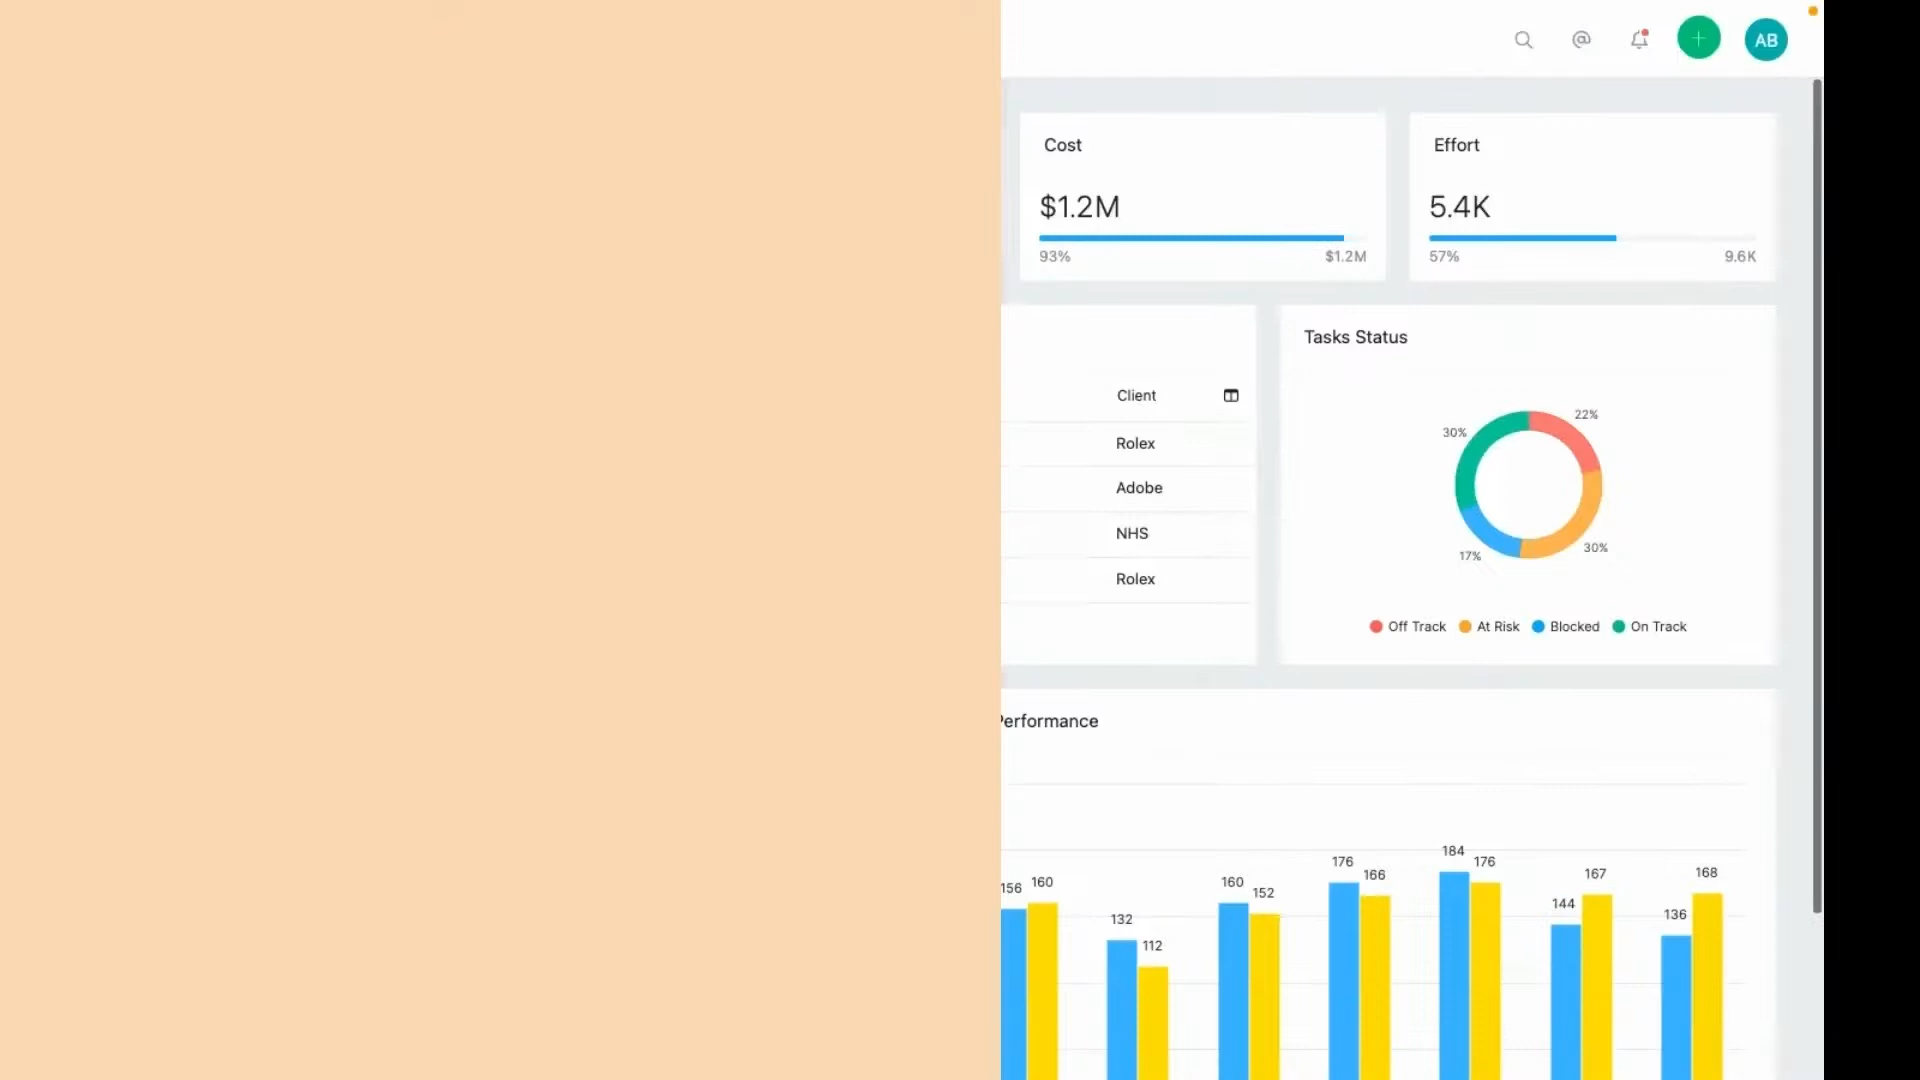 AB
Cost
$1.2M
93% $1.2M
Effort
5.4K
57% 9.6K
Client
Rolex
Adobe
NHS
Rolex
Tasks Status
22%
30%
30%
17%
Off Track At Risk Blocked On Track
Performance
156 160 132 112 160 152 176 166 184 176 144 167 136 168